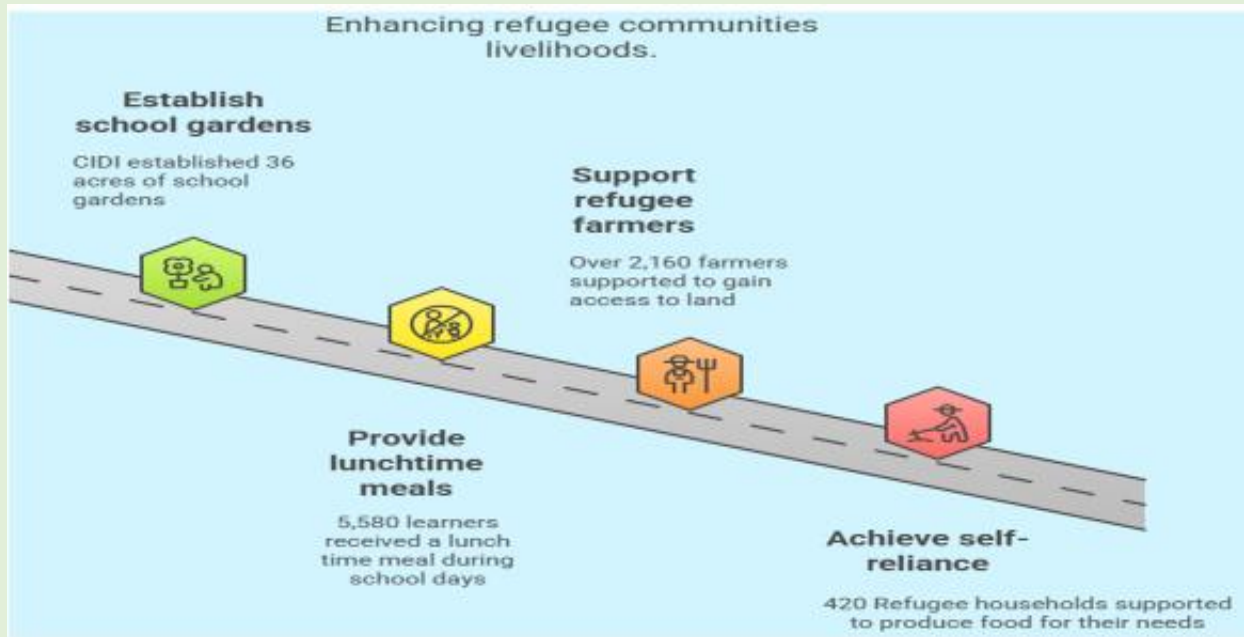 Enhancing refugee communities
livelihoods.
Establish
school gardens
CIDI established 36
acres of school
gardens
Provide
lunchtime
meals
5,580 learners
received a lunch
time meal during
school days
Support
refugee
farmers
Over 2,160 farmers
supported to gain
access to land
Achieve self-
reliance
420 Refugee households supported
to produce food for their needs